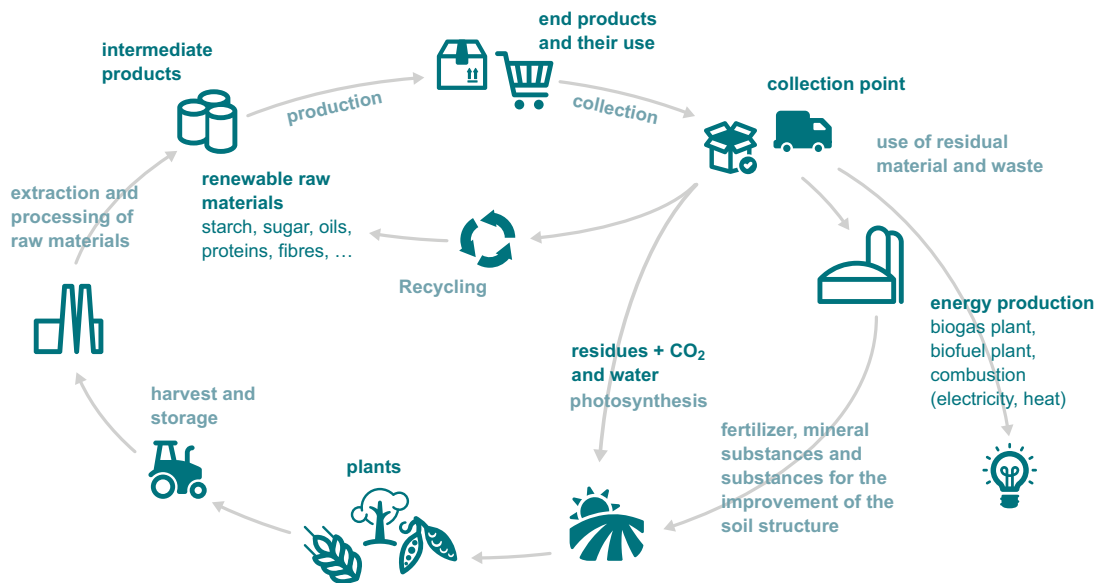 end products
and their use
intermediate
products
production
collection
collection point
use of residual
material and waste
extraction and
processing of
raw materials
renewable raw
materials
starch, sugar, oils,
proteins, fibres, …
Recycling
energy production
biogas plant,
biofuel plant,
combustion
(electricity, heat)
residues + CO₂
and water
photosynthesis
harvest and
storage
fertilizer, mineral
substances and
substances for the
improvement of the
soil structure
plants